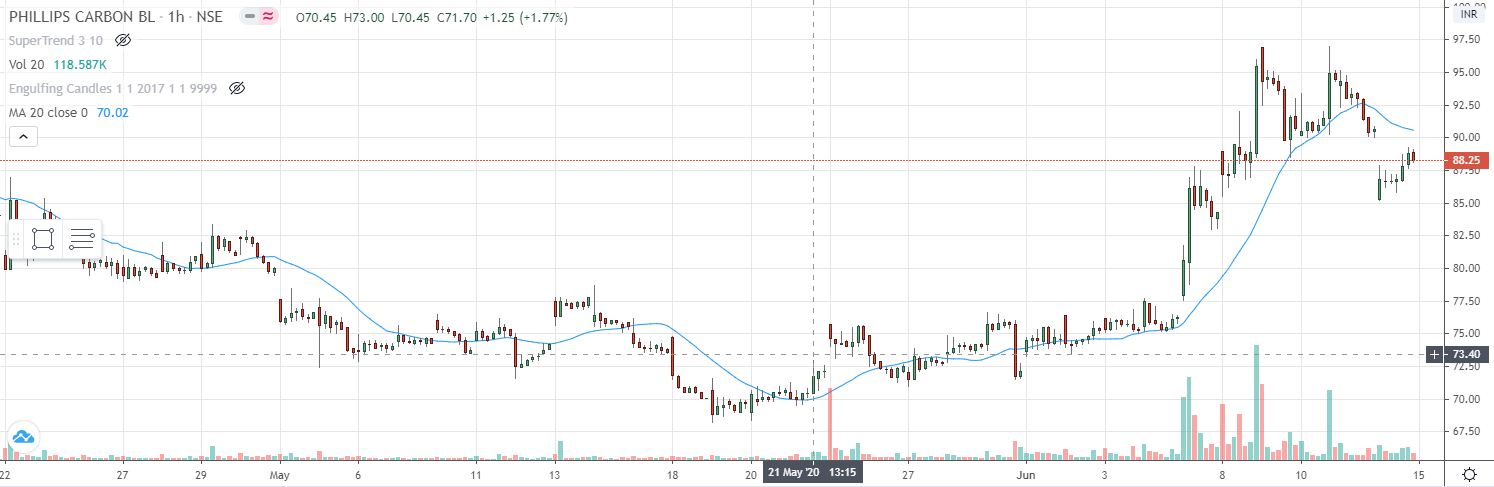 PHILLIPS CARBON BL · 1h · NSE O70.45 H73.00 L70.45 C71.70 +1.25 (+1.77%)
SuperTrend 3 10
Vol 20 118.587K
Engulfing Candles 1 1 2017 1 1 9999
MA 20 close 0 70.02
100.00
INR
97.50
95.00
92.50
90.00
88.25
87.50
85.00
82.50
80.00
77.50
75.00
73.40
72.50
70.00
67.50
22 27 29 May 6 11 13 18 20 21 May '20 13:15 27 Jun 3 8 10 15